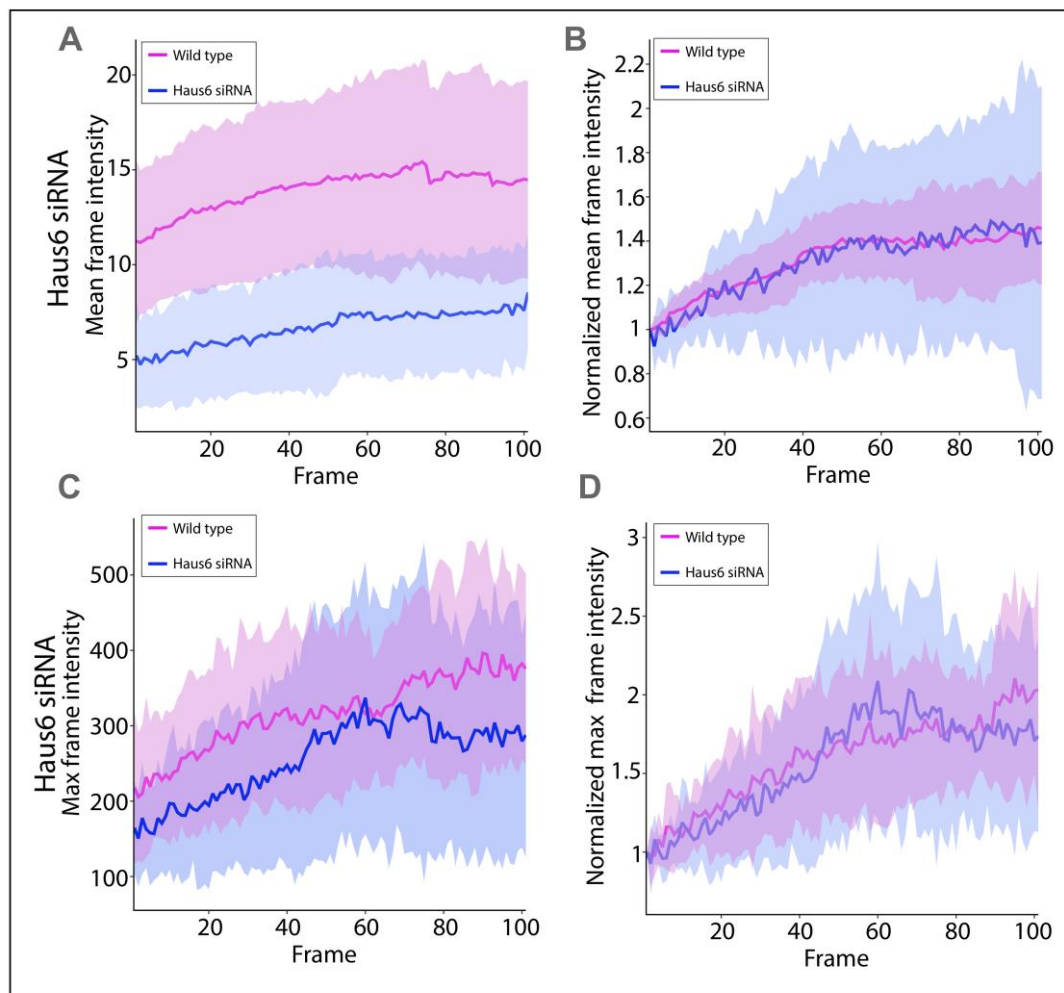 A
Wild type
Haus6 siRNA
Haus6 siRNA
Mean frame intensity
20
15
10
5
20
40
60
80
100
Frame
B
Wild type
Haus6 siRNA
Normalized mean frame intensity
2.2
2
1.8
1.6
1.4
1.2
1
0.8
0.6
20
40
60
80
100
Frame
C
Wild type
Haus6 siRNA
Haus6 siRNA
Max frame intensity
500
400
300
200
100
20
40
60
80
100
Frame
D
Wild type
Haus6 siRNA
Normalized max frame intensity
3
2.5
2
1.5
1
20
40
60
80
100
Frame